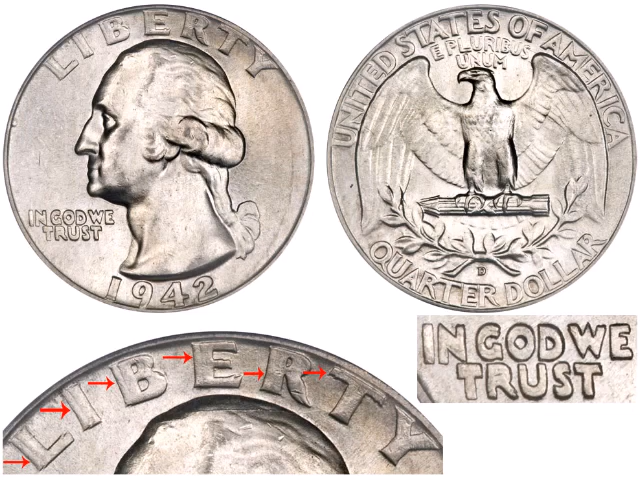 LIBERTY
IN GOD WE
TRUST
1942
UNITED STATES OF AMERICA
E PLURIBUS
UNUM
D
QUARTER DOLLAR
LIBERTY
IN GOD WE
TRUST